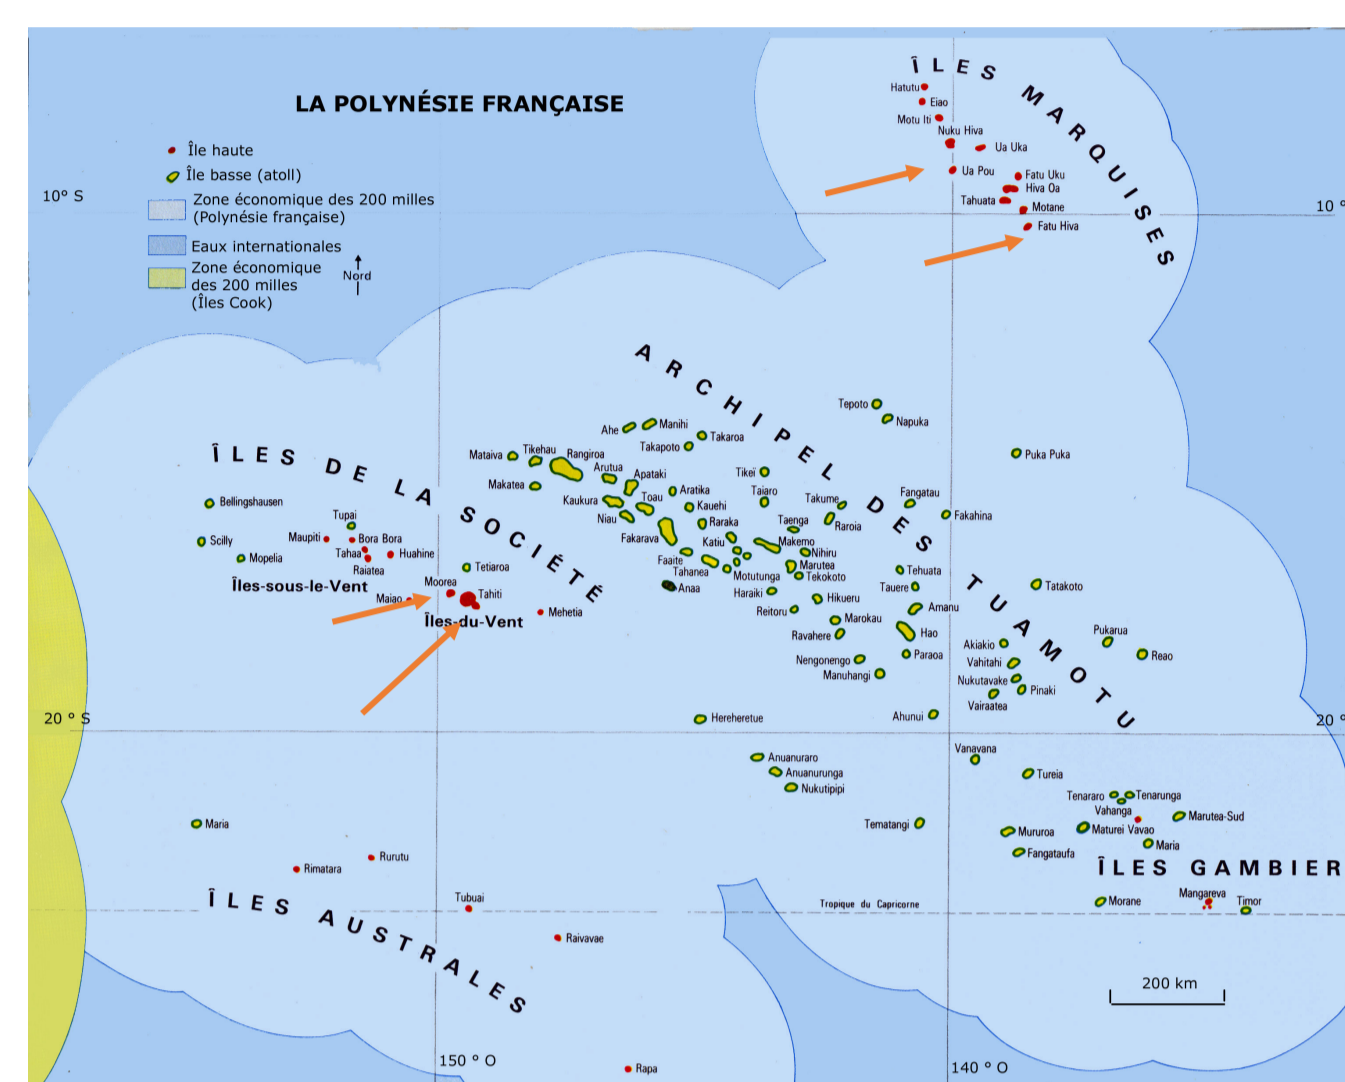 LA POLYNÉSIE FRANÇAISE
Île haute
Île basse (atoll)
Zone économique des 200 milles
(Polynésie française)
Eaux internationales
Zone économique
des 200 milles
(Îles Cook)
Nord
10° S
10 °
ÎLES MARQUISES
Hatutu
Eiao
Motu Iti
Nuku Hiva
Ua Uka
Ua Pou
Fatu Uku
Hiva Oa
Tahuata
Motane
Fatu Hiva
ARCHIPEL DES TUAMOTU
Tepoto
Napuka
Puka Puka
Ahe
Manihi
Takapoto
Takaroa
Mataiva
Tikehau
Rangiroa
Arutua
Apataki
Makatea
Kaukura
Toau
Aratika
Kauehi
Niau
Raraka
Fakarava
Katiu
Faaite
Tahanea
Motutunga
Anaa
Haraiki
Reitoru
Tikeï
Taiaro
Takume
Raroia
Taenga
Makemo
Nihiru
Marutea
Tekokoto
Hikueru
Marokau
Ravahere
Nengonengo
Manuhangi
Fangatau
Fakahina
Tehuata
Tauere
Amanu
Hao
Paraoa
Tatakoto
Pukarua
Reao
Akiakio
Vahitahi
Nukutavake
Pinaki
Vairaatea
Ahunui
Hereheretue
ÎLES DE LA SOCIÉTÉ
Bellingshausen
Scilly
Mopelia
Tupai
Maupiti
Bora Bora
Tahaa
Raiatea
Huahine
Îles-sous-le-Vent
Tetiaroa
Moorea
Maiao
Tahiti
Mehetia
Îles-du-Vent
20 ° S
20 °
Anuanuraro
Anuanurunga
Nukutipipi
Vanavana
Tureia
Tematangi
Tenararo
Tenarunga
Vahanga
Marutea-Sud
Mururoa
Maturei Vavao
Maria
Fangataufa
ÎLES GAMBIER
Morane
Mangareva
Timor
Tropique du Capricorne
Maria
Rimatara
Rurutu
ÎLES AUSTRALES
Tubuai
Raivavae
Rapa
200 km
150 ° O
140 ° O